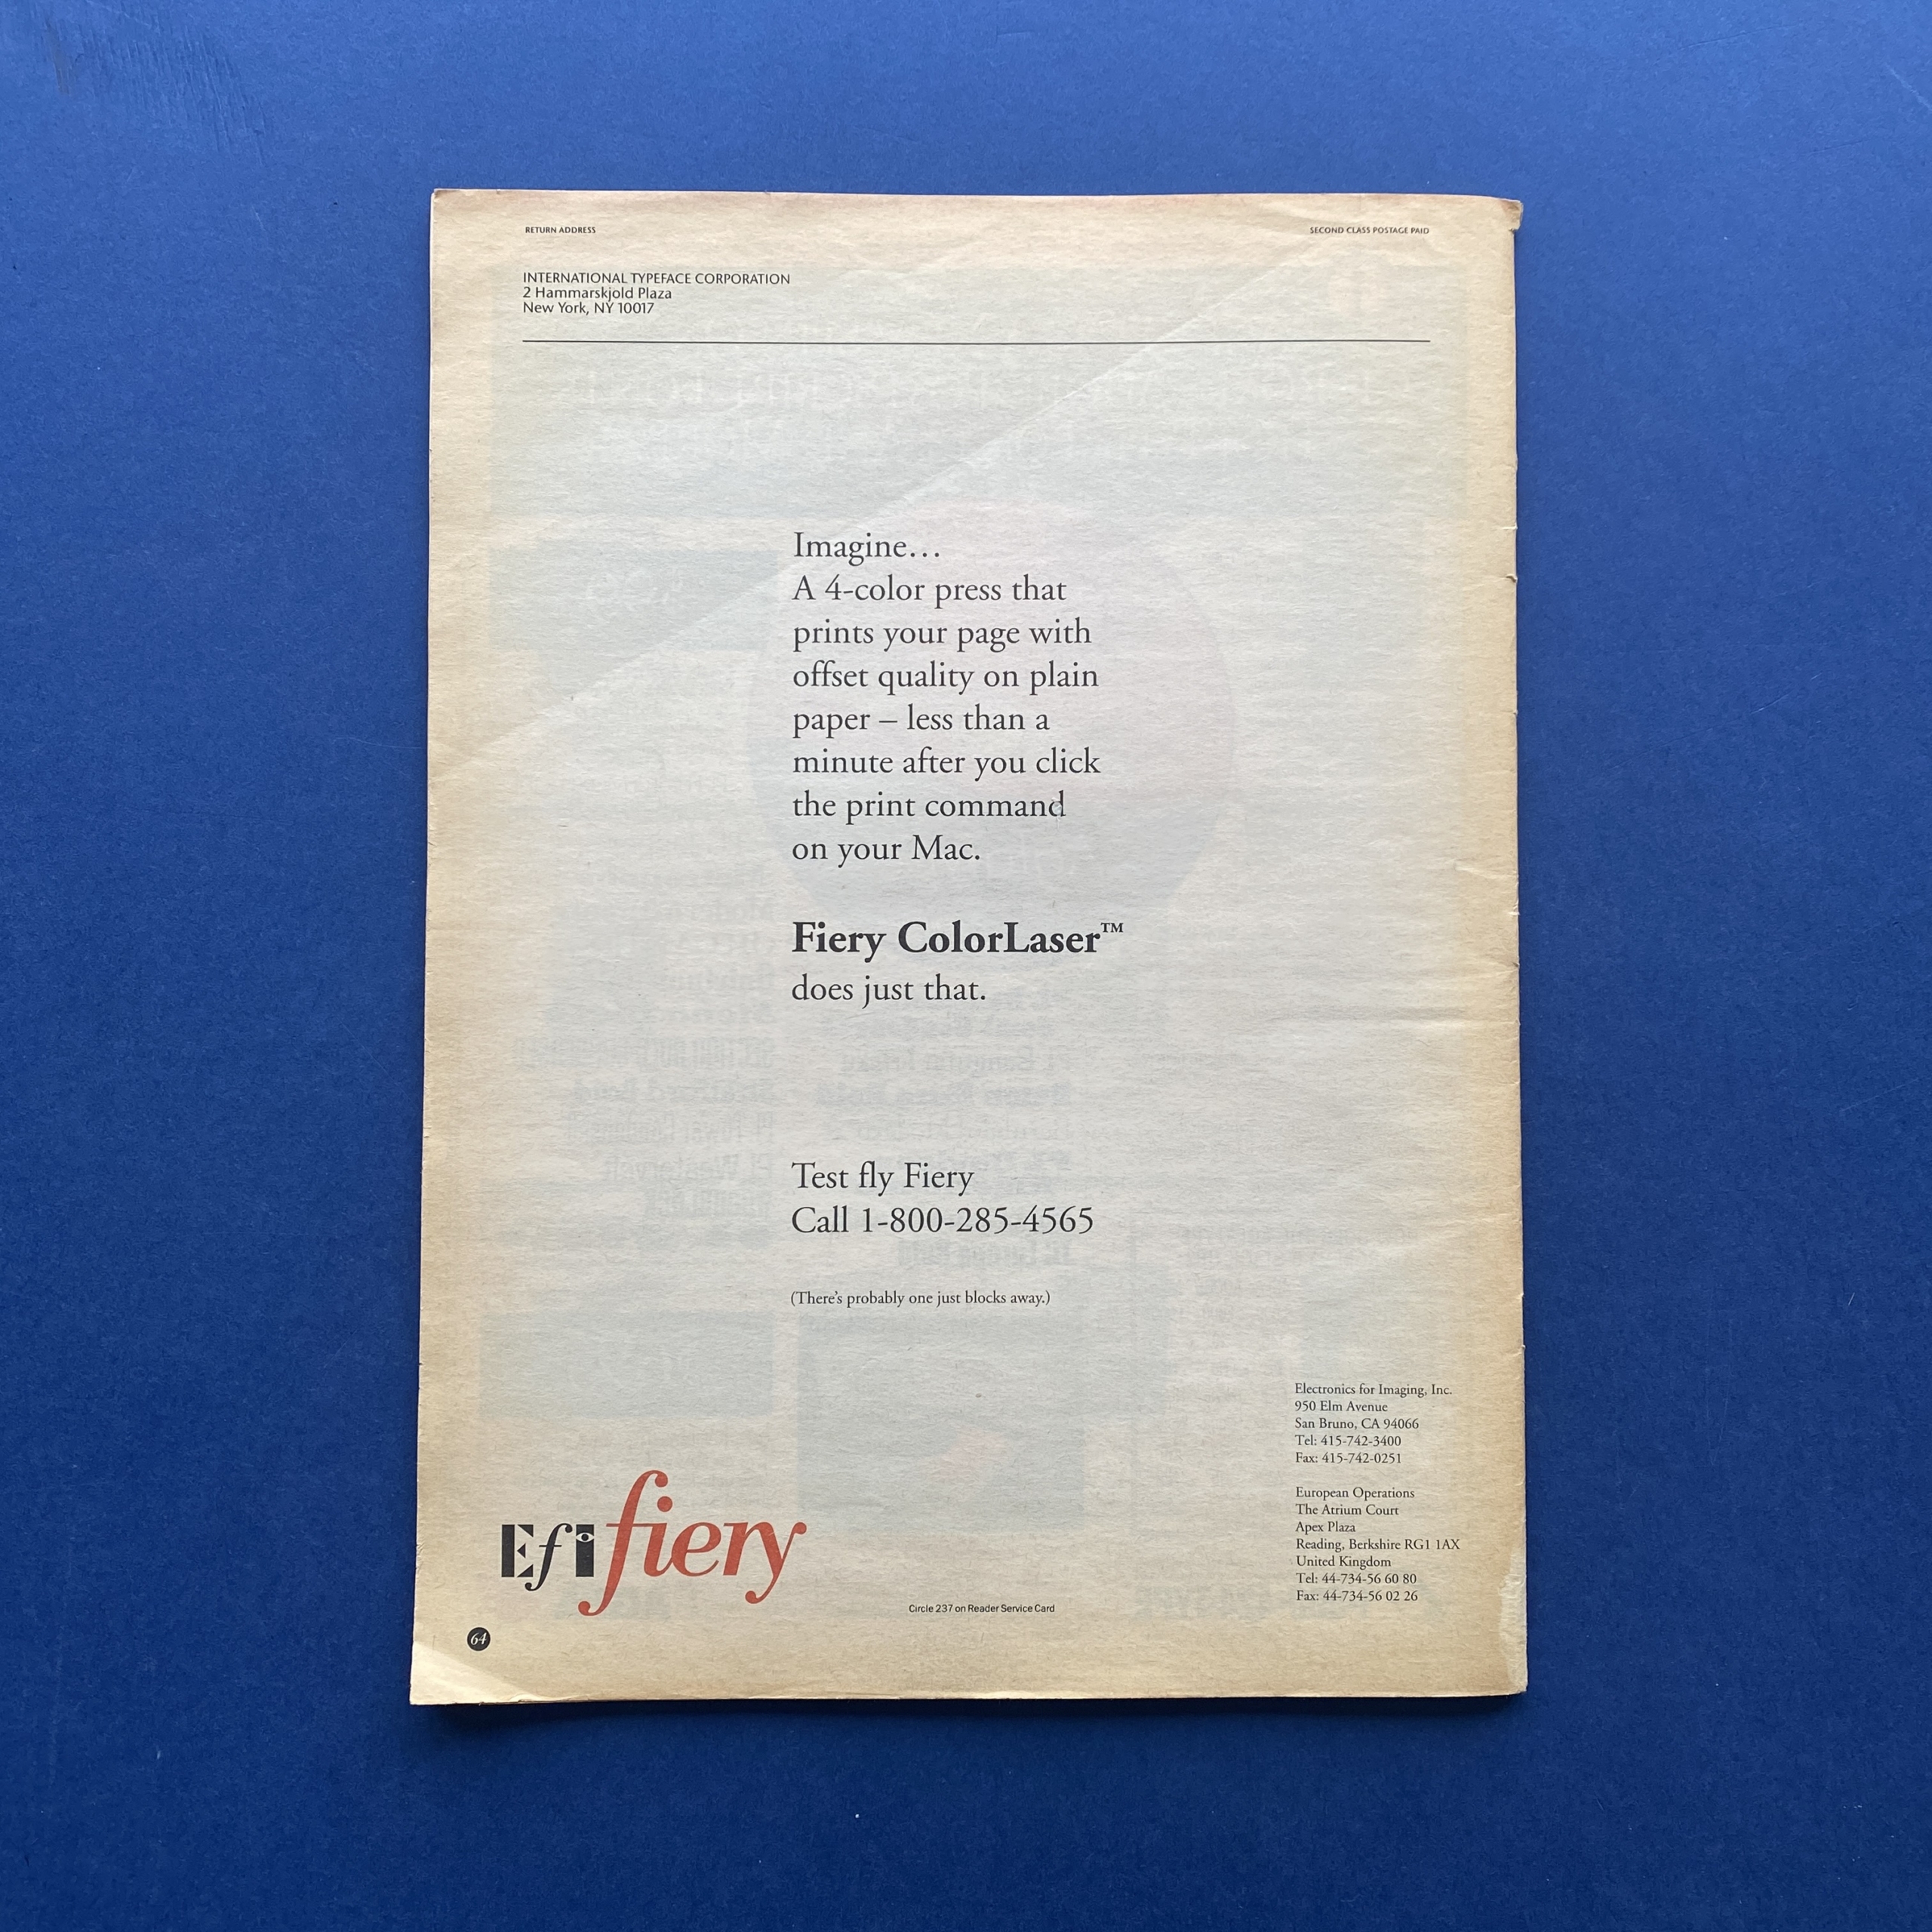 RETURN ADDRESS
SECOND CLASS POSTAGE PAID
INTERNATIONAL TYPEFACE CORPORATION
2 Hammarskjold Plaza
New York, NY 10017
Imagine…
A 4-color press that
prints your page with
offset quality on plain
paper – less than a
minute after you click
the print command
on your Mac.
Fiery ColorLaser™
does just that.
Test fly Fiery
Call 1-800-285-4565
(There's probably one just blocks away.)
Electronics for Imaging, Inc.
950 Elm Avenue
San Bruno, CA 94066
Tel: 415-742-3400
Fax: 415-742-0251
European Operations
The Atrium Court
Apex Plaza
Reading, Berkshire RG1 1AX
United Kingdom
Tel: 44-734-56 60 80
Fax: 44-734-56 02 26
Efi fiery
Circle 237 on Reader Service Card
64